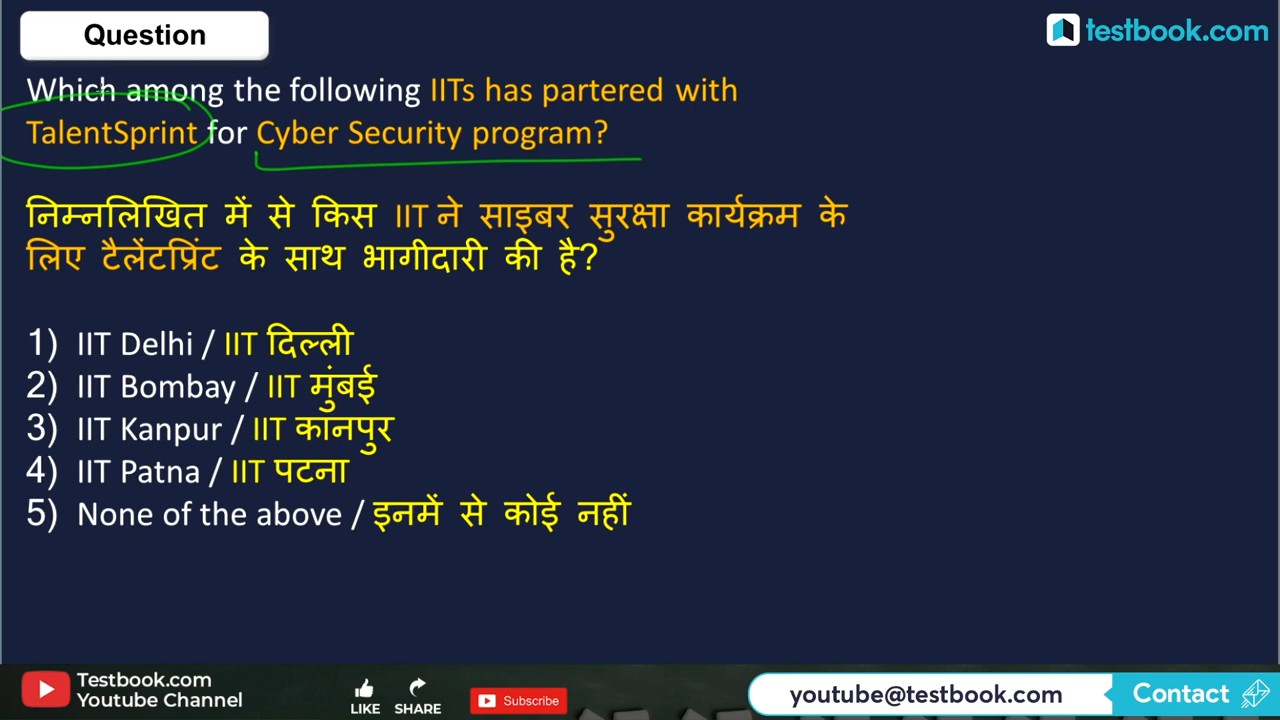 Question
testbook.com
Which among the following IITs has partered with
TalentSprint for Cyber Security program?
निम्नलिखित में से किस IIT ने साइबर सुरक्षा कार्यक्रम के
लिए टैलेंटप्रिंट के साथ भागीदारी की है?
1) IIT Delhi / IIT दिल्ली
2) IIT Bombay / IIT मुंबई
3) IIT Kanpur / IIT कानपुर
4) IIT Patna / IIT पटना
5) None of the above / इनमें से कोई नहीं
Testbook.com
Youtube Channel
LIKE
SHARE
Subscribe
youtube@testbook.com
Contact